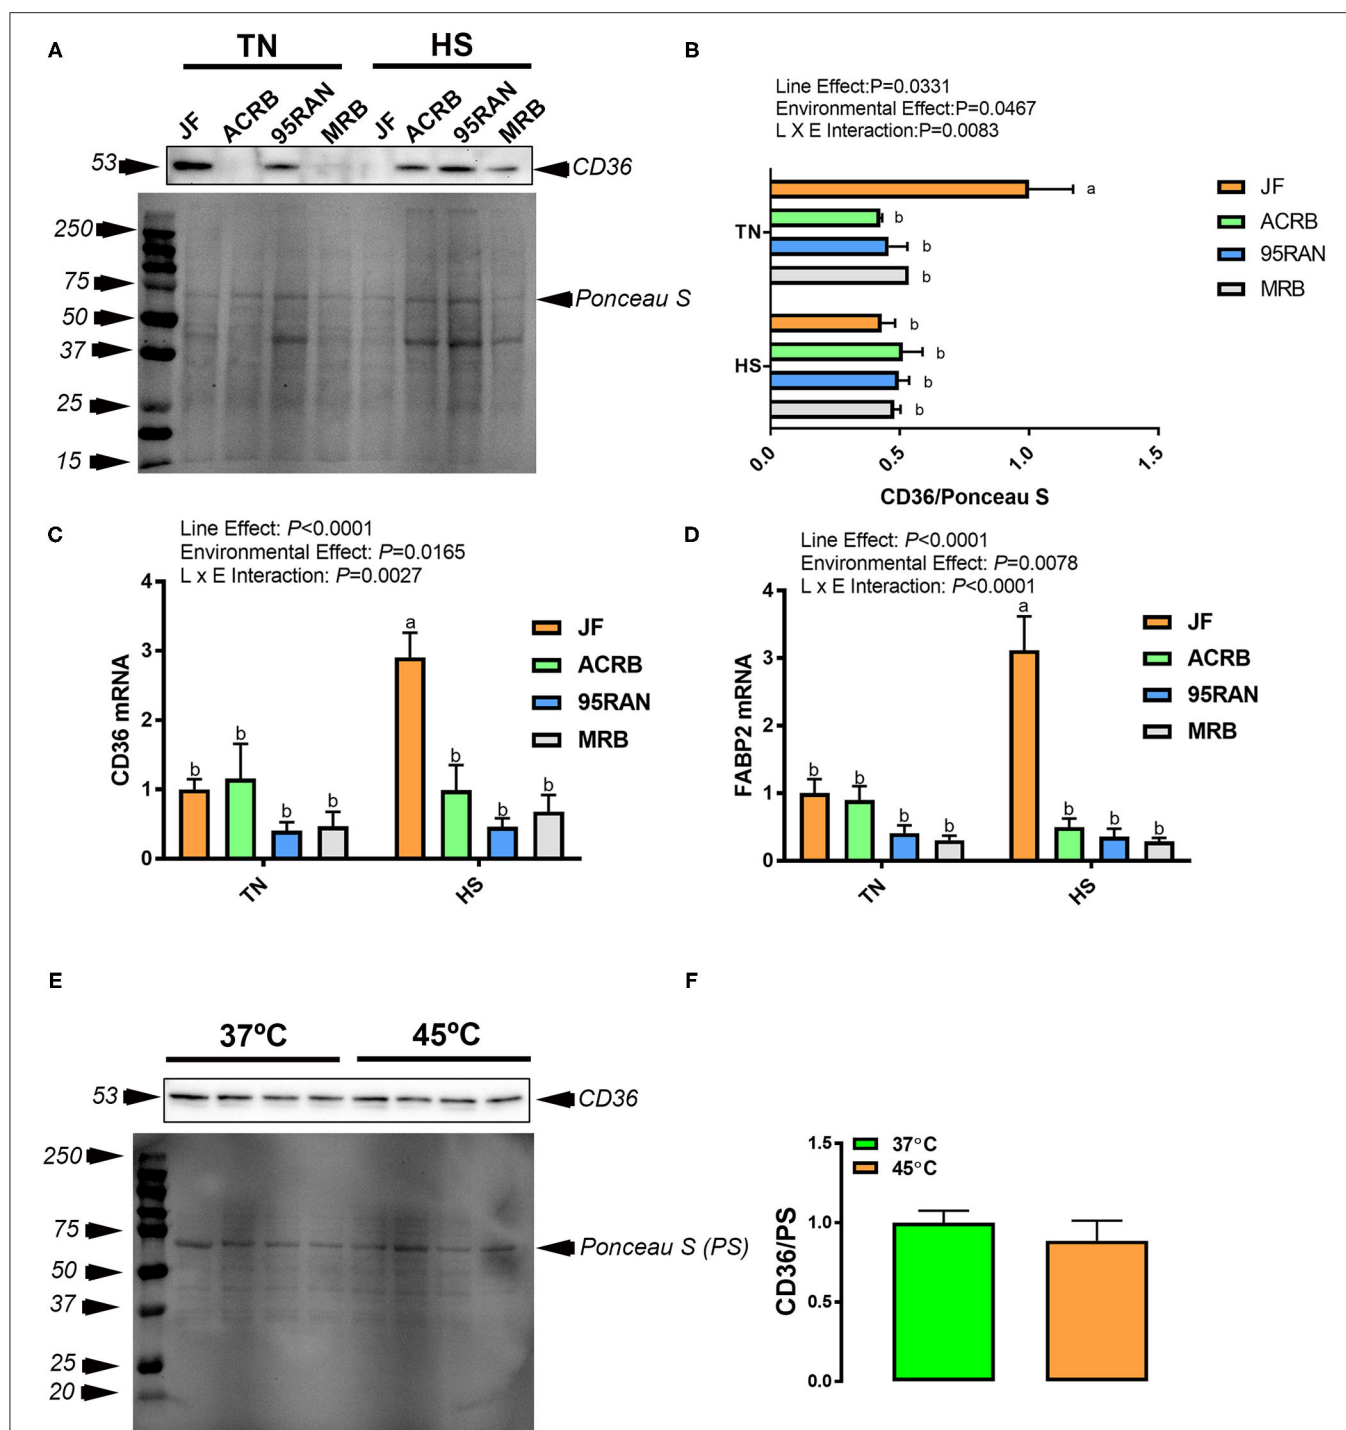 A
TN HS
JF ACRB 95RAN MRB JF ACRB 95RAN MRB
53 CD36
250
75
Ponceau S
50
37
25
15
B
Line Effect:P=0.0331
Environmental Effect:P=0.0467
L X E Interaction:P=0.0083
a
b
TN
b
b
b
b
HS
b
b
0.0 0.5 1.0 1.5
CD36/Ponceau S
JF
ACRB
95RAN
MRB
C
Line Effect: P<0.0001
Environmental Effect: P=0.0165
L x E Interaction: P=0.0027
CD36 mRNA
4
3
2
1
0
b b b b a b b b
TN HS
JF
ACRB
95RAN
MRB
D
Line Effect: P<0.0001
Environmental Effect: P=0.0078
L x E Interaction: P<0.0001
FABP2 mRNA
4
3
2
1
0
b b b b a b b b
TN HS
JF
ACRB
95RAN
MRB
E
37ºC 45ºC
53 CD36
250
75
Ponceau S (PS)
50
37
25
20
F
37°C
45°C
CD36/PS
1.5
1.0
0.5
0.0